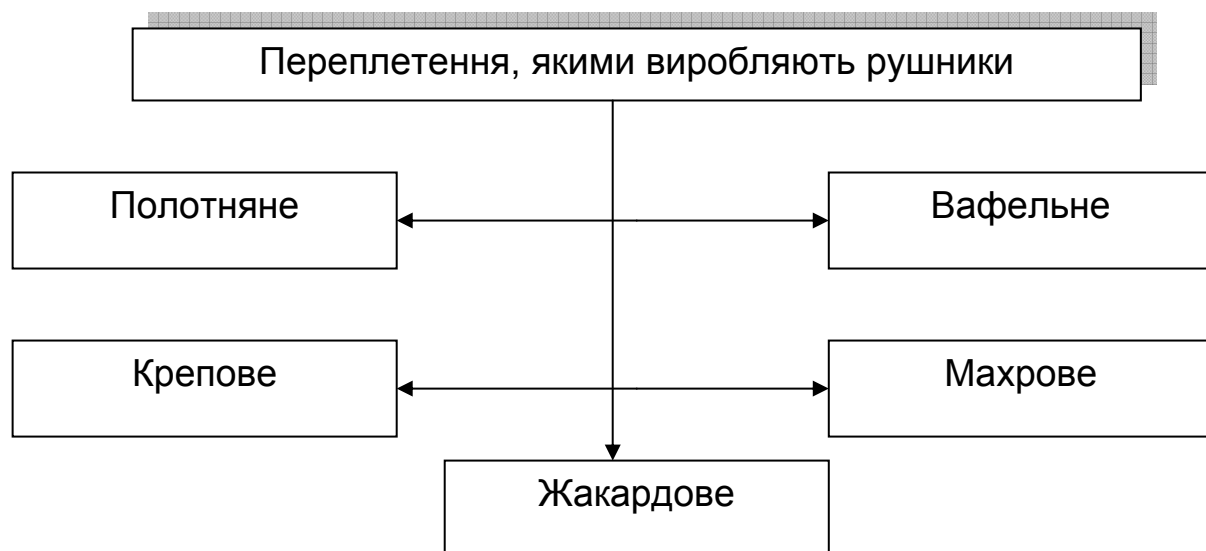 Переплетення, якими виробляють рушники
Полотняне
Вафельне
Крепове
Махрове
Жакардове